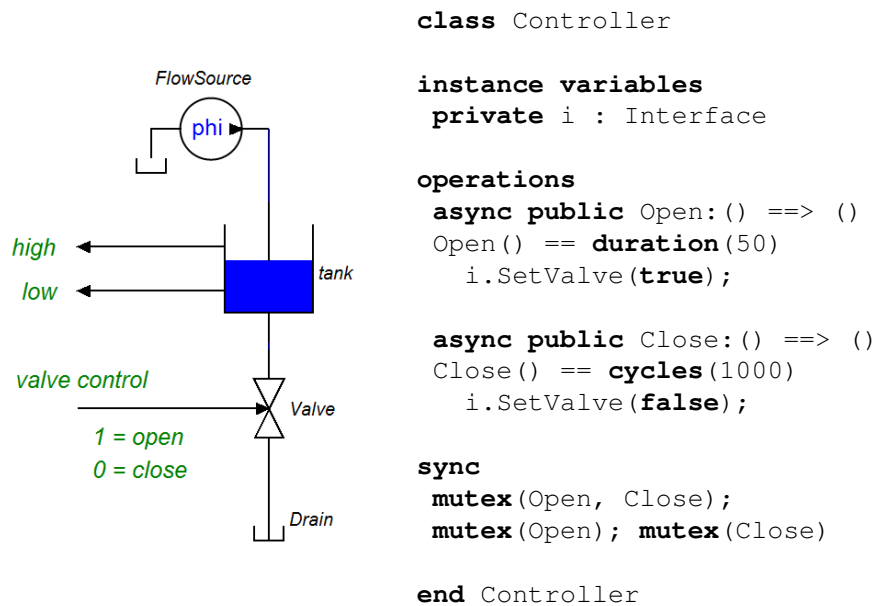 FlowSource
phi
high
low
tank
valve control
Valve
1 = open
0 = close
Drain
class Controller
instance variables
private i : Interface
operations
async public Open:() ==> ()
Open() == duration(50)
i.SetValve(true);
async public Close:() ==> ()
Close() == cycles(1000)
i.SetValve(false);
sync
mutex(Open, Close);
mutex(Open); mutex(Close)
end Controller